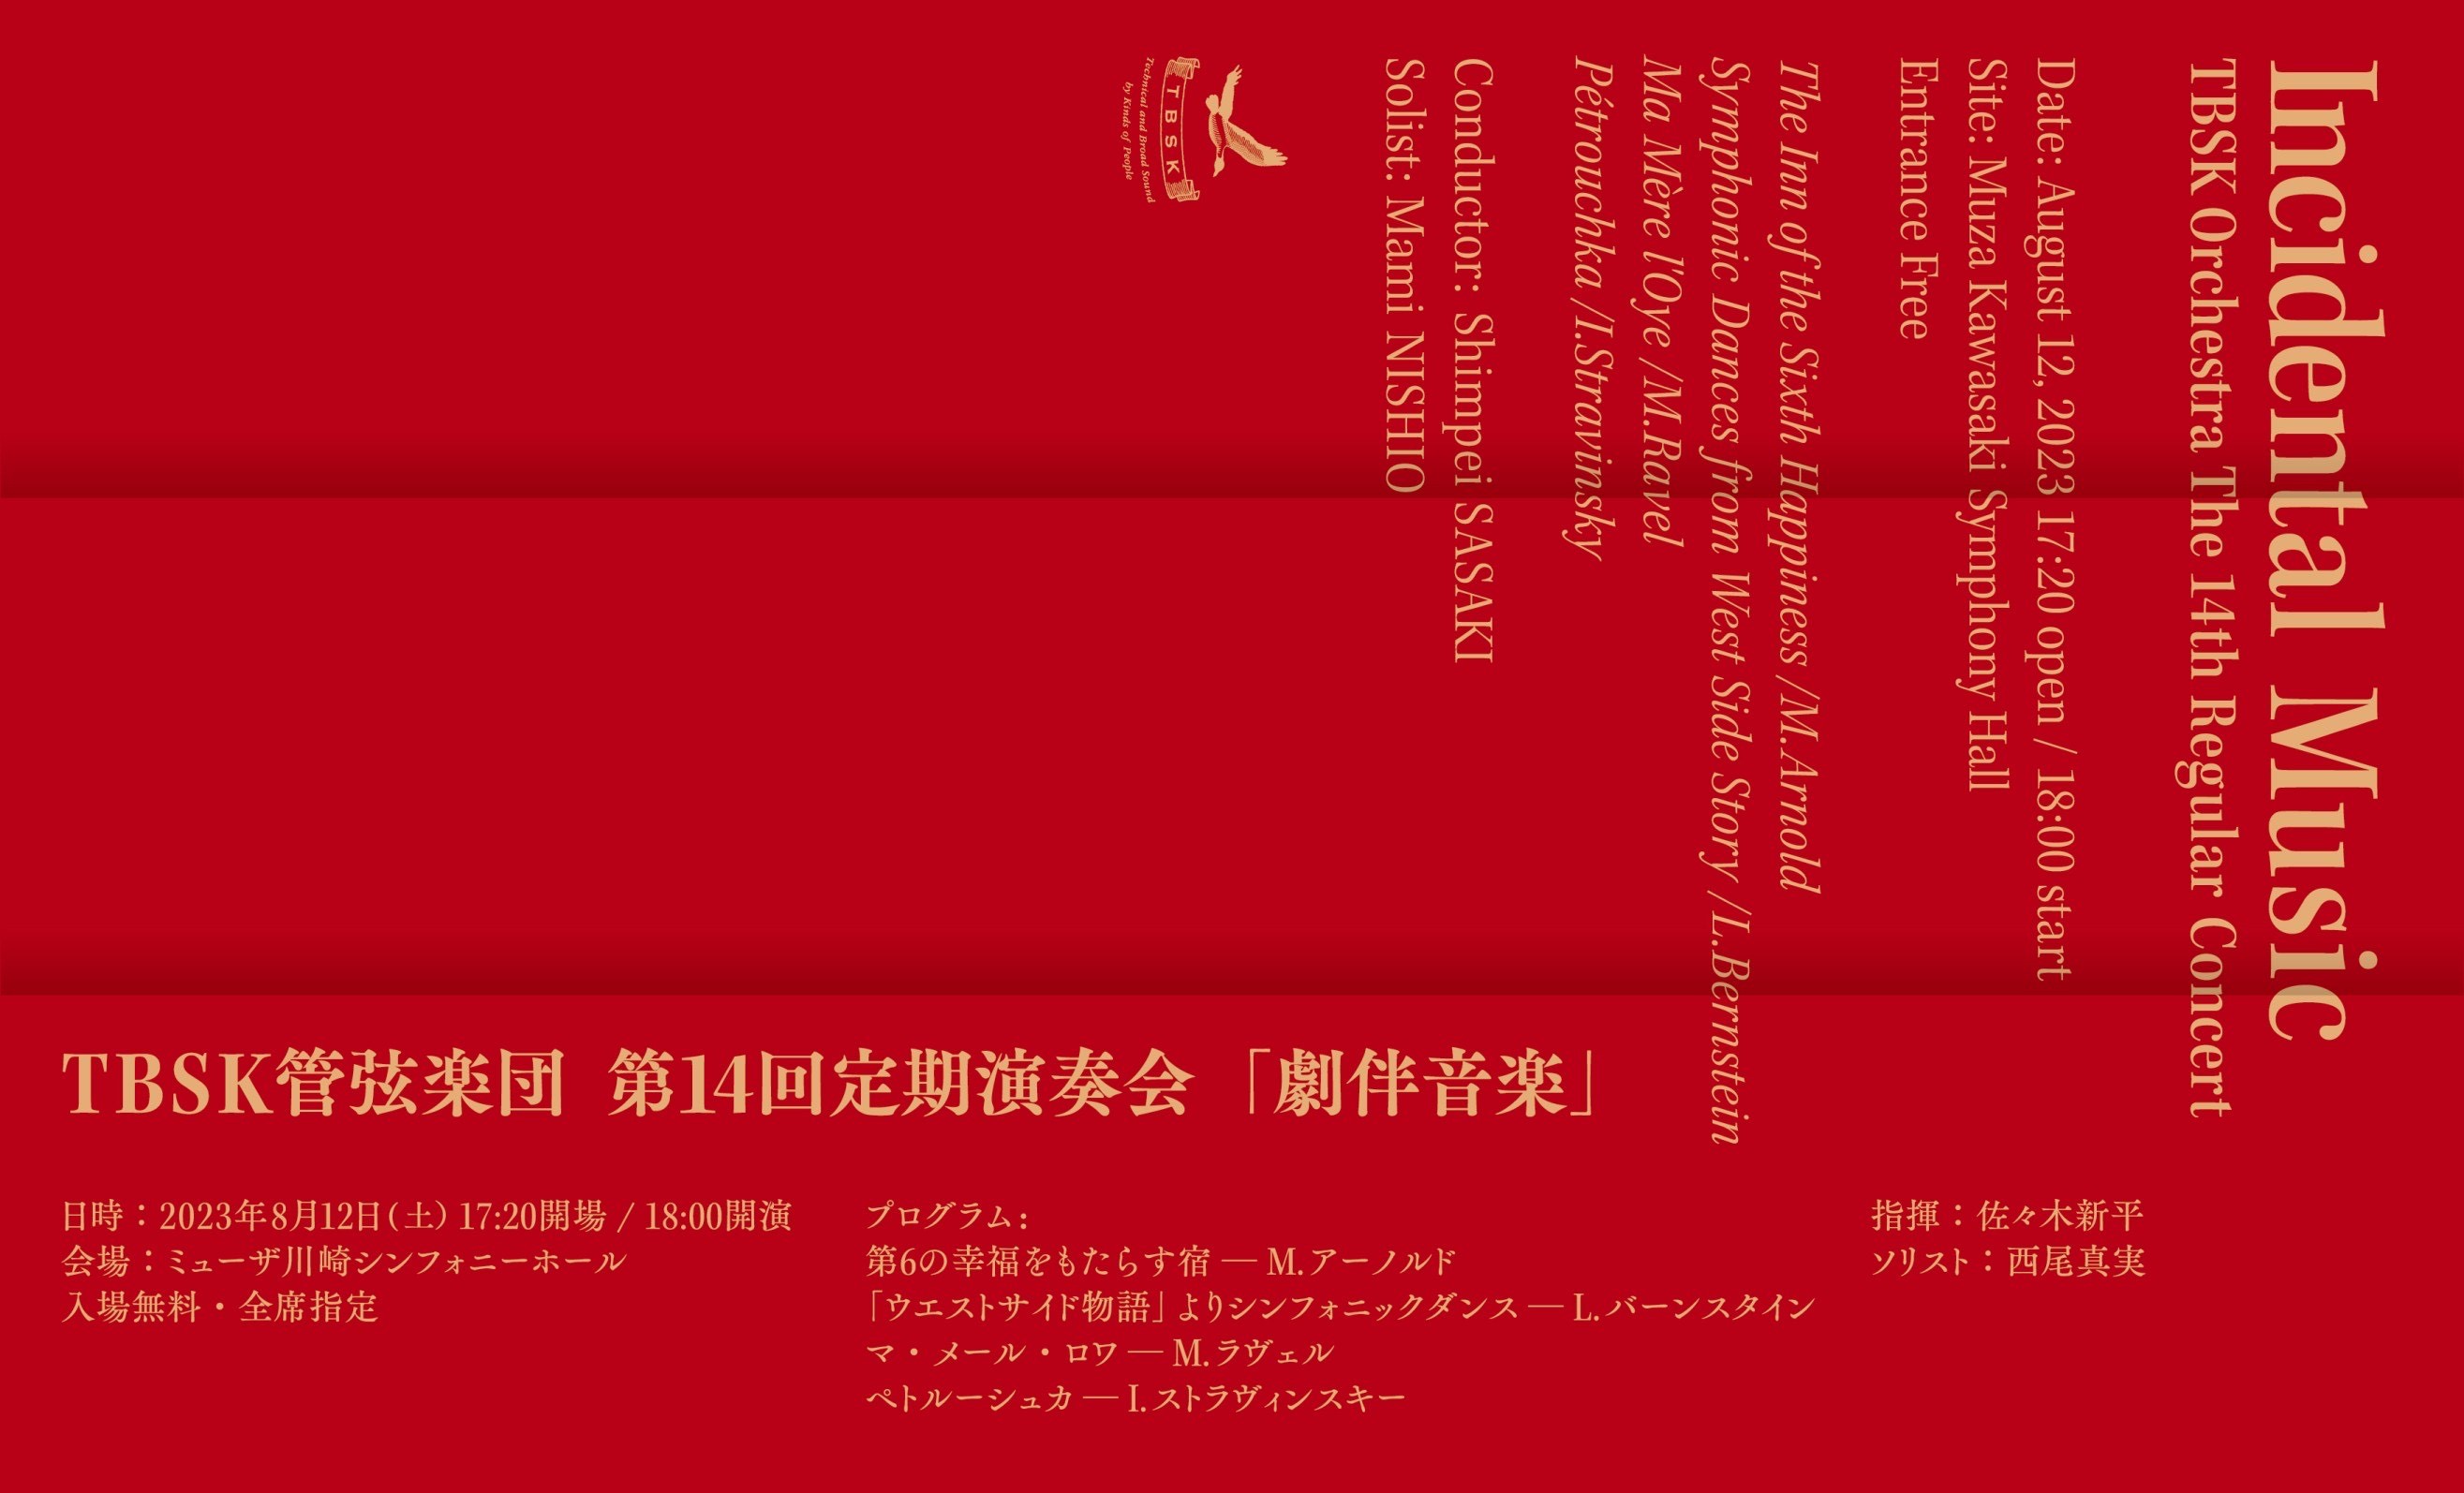 Incidental Music
TBSK Orchestra The 14th Regular Concert
Date: August 12, 2023 17:20 open / 18:00 start
Site: Muza Kawasaki Symphony Hall
Entrance Free
The Inn of the Sixth Happiness /M.Arnold
Symphonic Dances from West Side Story /L.Bernstein
Ma Mère l'Oye /M.Ravel
Pétrouchka /I.Stravinsky
Conductor: Shimpei SASAKI
Solist: Mami NISHIO
TBSK
Technical and Broad Sound
by Kinds of People
TBSK管弦楽団 第14回定期演奏会「劇伴音楽」
日時：2023年8月12日(土) 17:20開場 / 18:00開演
会場：ミューザ川崎シンフォニーホール
入場無料・全席指定
プログラム：
第6の幸福をもたらす宿 ― M.アーノルド
「ウエストサイド物語」よりシンフォニックダンス ― L.バーンスタイン
マ・メール・ロワ ― M.ラヴェル
ペトルーシュカ ― I.ストラヴィンスキー
指揮：佐々木新平
ソリスト：西尾真実